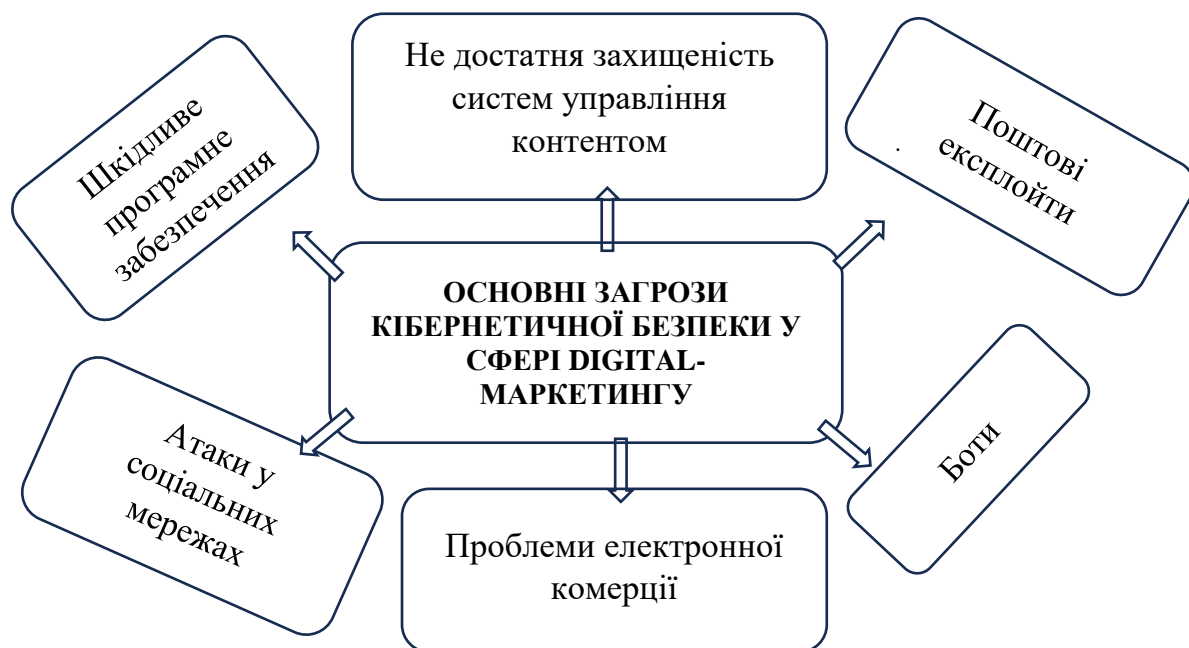 Не достатня захищеність
систем управління
контентом
Шкідливе
програмне
забезпечення
Поштові
експлойти
.
ОСНОВНІ ЗАГРОЗИ
КІБЕРНЕТИЧНОЇ БЕЗПЕКИ У
СФЕРІ DIGITAL-
МАРКЕТИНГУ
Атаки у
соціальних
мережах
Боти
Проблеми електронної
комерції